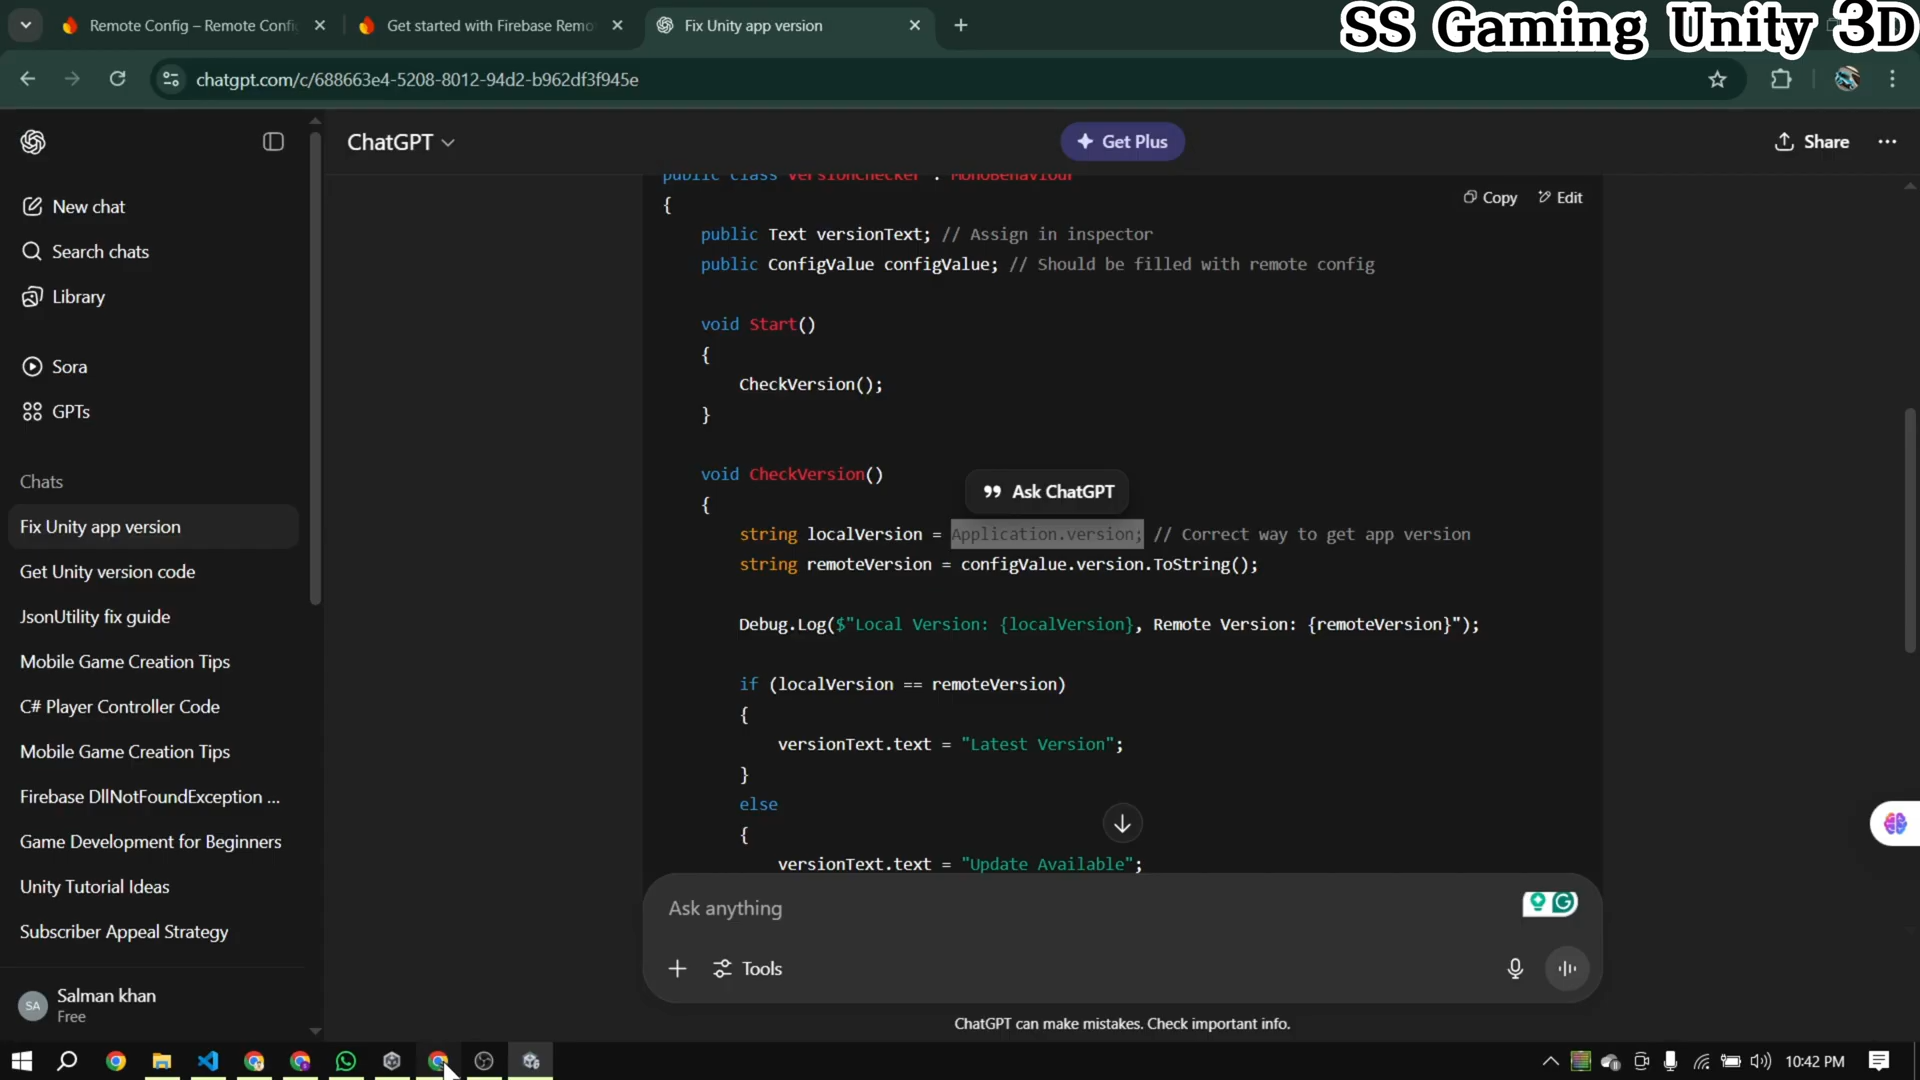 Remote Config – Remote Confi
Get started with Firebase Remo
Fix Unity app version
SS Gaming Unity 3D
chatgpt.com/c/688663e4-5208-8012-94d2-b962df3f945e
ChatGPT
Get Plus
Share
New chat
Search chats
Library
Sora
GPTs
Chats
Fix Unity app version
Get Unity version code
JsonUtility fix guide
Mobile Game Creation Tips
C# Player Controller Code
Mobile Game Creation Tips
Firebase DllNotFoundException ...
Game Development for Beginners
Unity Tutorial Ideas
Subscriber Appeal Strategy
SA
Salman khan
Free
public class VersionChecker : MonoBehaviour
Copy
Edit
{
public Text versionText; // Assign in inspector
public ConfigValue configValue; // Should be filled with remote config
void Start()
{
CheckVersion();
}
void CheckVersion()
Ask ChatGPT
{
string localVersion = Application.version; // Correct way to get app version
string remoteVersion = configValue.version.ToString();
Debug.Log($"Local Version: {localVersion}, Remote Version: {remoteVersion}");
if (localVersion == remoteVersion)
{
versionText.text = "Latest Version";
}
else
{
versionText.text = "Update Available";
Ask anything
Tools
ChatGPT can make mistakes. Check important info.
10:42 PM